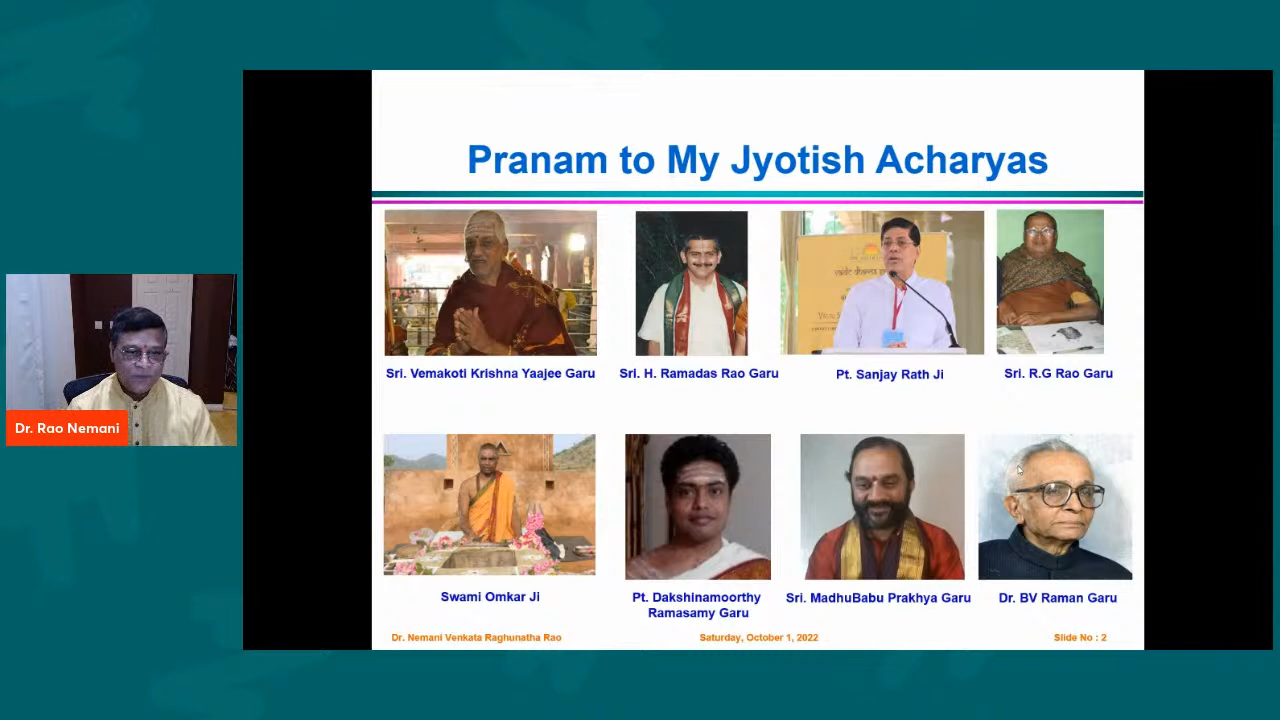 Pranam to My Jyotish Acharyas
Sri. Vemakoti Krishna Yaajee Garu
Sri. H. Ramadas Rao Garu
Pt. Sanjay Rath Ji
Sri. R.G Rao Garu
Dr. Rao Nemani
Swami Omkar Ji
Pt. Dakshinamoorthy
Ramasamy Garu
Sri. MadhuBabu Prakhya Garu
Dr. BV Raman Garu
Dr. Nemani Venkata Raghunatha Rao
Saturday, October 1, 2022
Slide No : 2